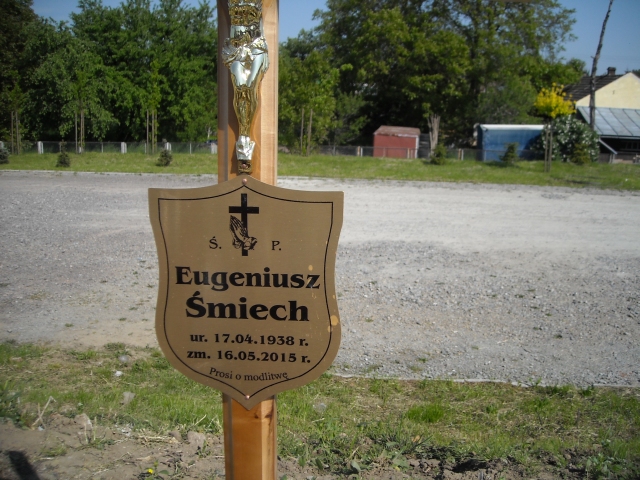 Ś. P.
Eugeniusz
Śmiech
ur. 17.04.1938 r.
zm. 16.05.2015 r.
Prosi o modlitwę